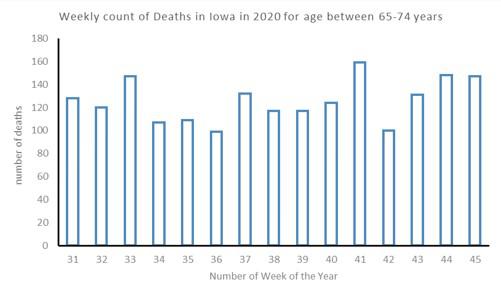 Weekly count of Deaths in Iowa in 2020 for age between 65-74 years
number of deaths
180
160
140
120
100
80
60
40
20
0
31 32 33 34 35 36 37 38 39 40 41 42 43 44 45
Number of Week of the Year